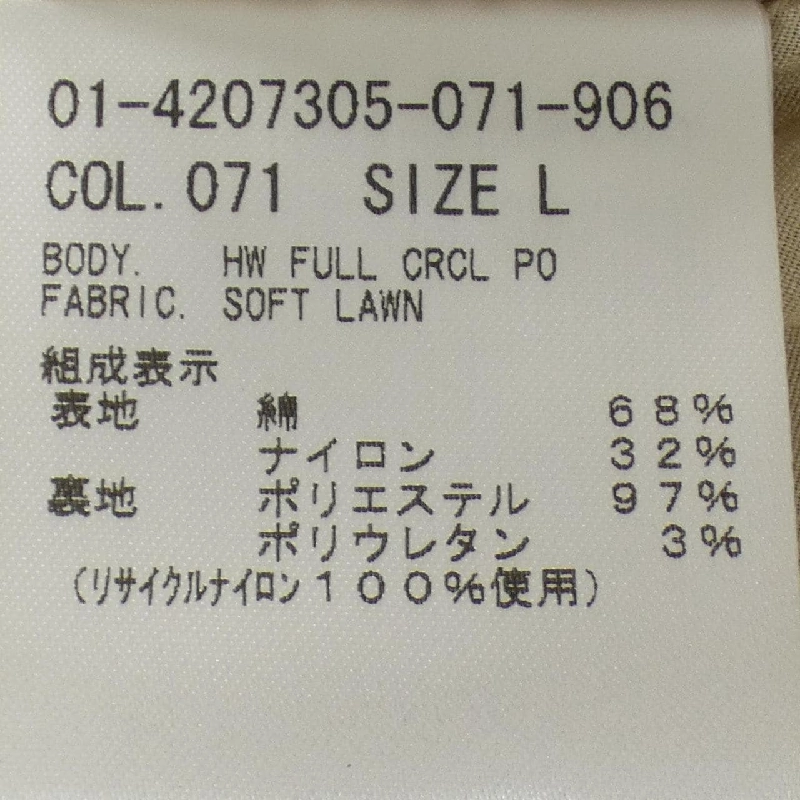 01-4207305-071-906
COL.071 SIZE L
BODY. HW FULL CRCL PO
FABRIC. SOFT LAWN
組成表示
表地 綿 68%
ナイロン 32%
裏地 ポリエステル 97%
ポリウレタン 3%
(リサイクルナイロン100%使用)